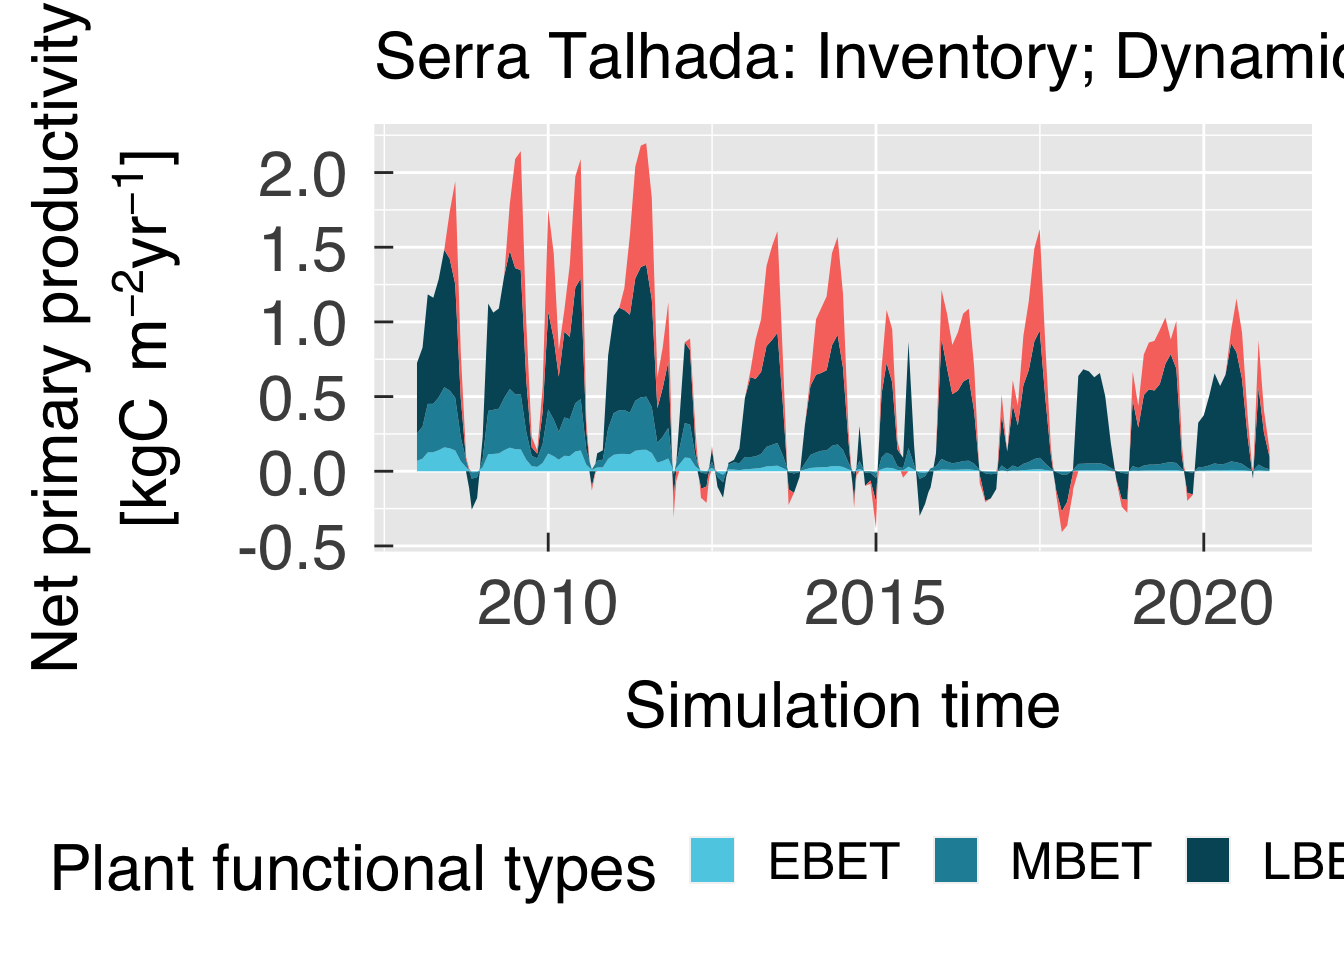 Serra Talhada: Inventory; Dynamic
Net primary productivity
[kgC m−2yr−1]
2.0
1.5
1.0
0.5
0.0
-0.5
2010 2015 2020
Simulation time
Plant functional types EBET MBET LBE